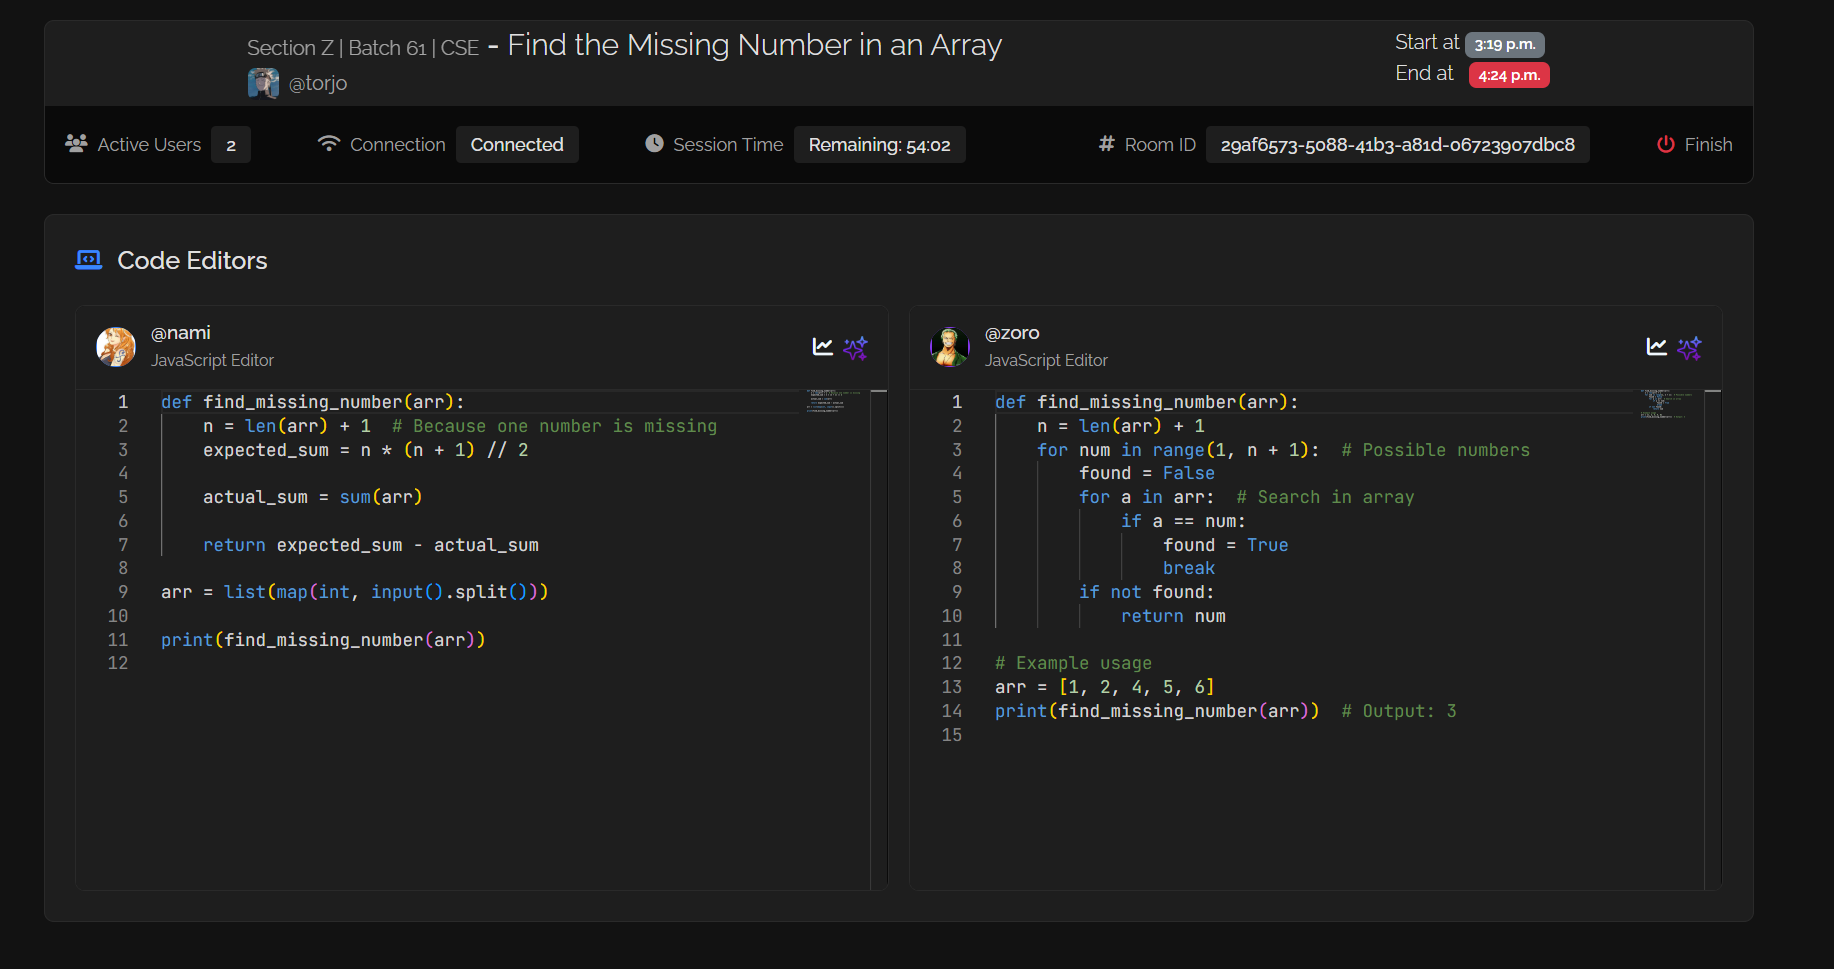 Section Z | Batch 61 | CSE - Find the Missing Number in an Array
@torjo
Start at 3:19 p.m.
End at 4:24 p.m.
Active Users 2
Connection Connected
Session Time Remaining: 54:02
# Room ID 29af6573-5088-41b3-a81d-06723907dbc8
Finish
Code Editors
@nami
JavaScript Editor
1 def find_missing_number(arr):
2     n = len(arr) + 1  # Because one number is missing
3     expected_sum = n * (n + 1) // 2
4
5     actual_sum = sum(arr)
6
7     return expected_sum - actual_sum
8
9 arr = list(map(int, input().split()))
10
11 print(find_missing_number(arr))
12
@zoro
JavaScript Editor
1 def find_missing_number(arr):
2     n = len(arr) + 1
3     for num in range(1, n + 1):  # Possible numbers
4         found = False
5         for a in arr:  # Search in array
6             if a == num:
7                 found = True
8                 break
9         if not found:
10             return num
11
12 # Example usage
13 arr = [1, 2, 4, 5, 6]
14 print(find_missing_number(arr))  # Output: 3
15